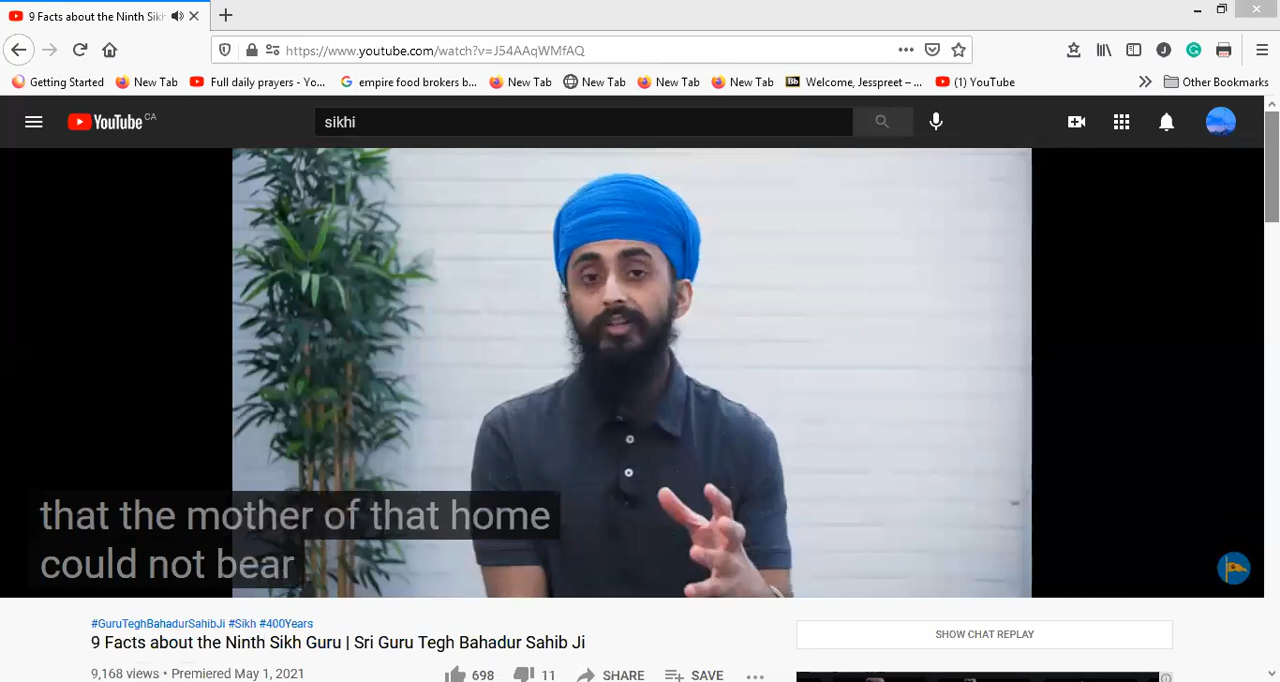 9 Facts about the Ninth Sikh
https://www.youtube.com/watch?v=J54AAqWMfAQ
Getting Started New Tab Full daily prayers - Yo... empire food brokers b... New Tab New Tab New Tab New Tab Bb Welcome, Jesspreet – ... (1) YouTube Other Bookmarks
YouTube CA sikhi
that the mother of that home
could not bear
#GuruTeghBahadurSahibJi #Sikh #400Years
9 Facts about the Ninth Sikh Guru | Sri Guru Tegh Bahadur Sahib Ji
SHOW CHAT REPLAY
9,168 views • Premiered May 1, 2021 698 11 SHARE SAVE